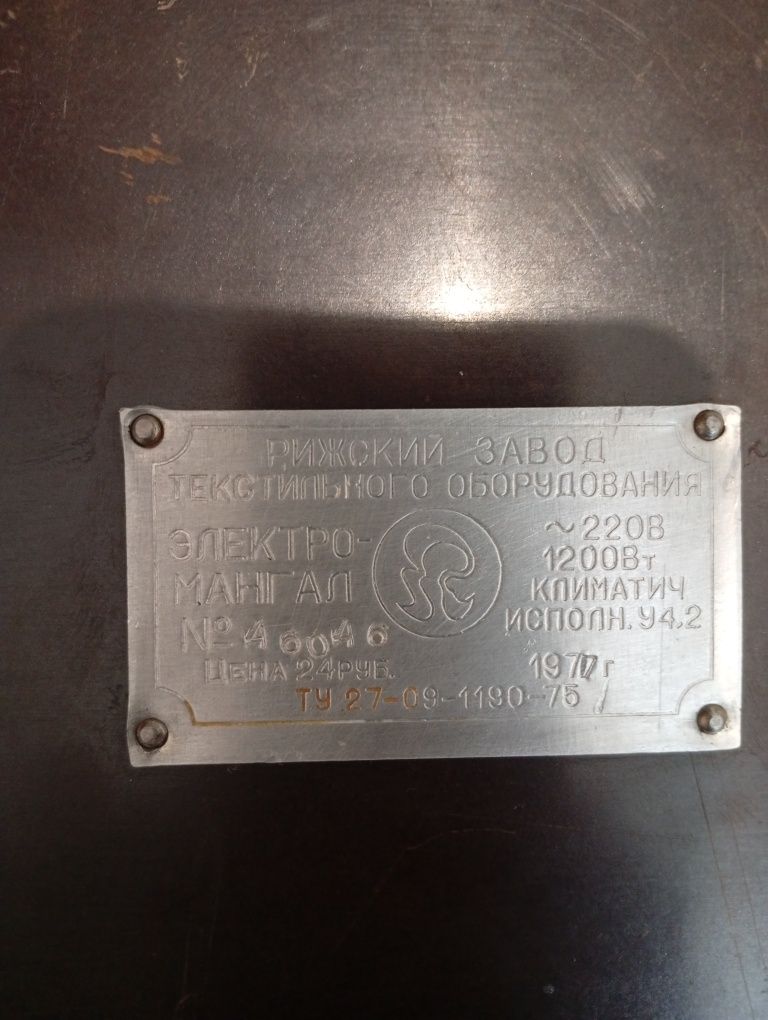 РИЖСКИЙ ЗАВОД
ТЕКСТИЛЬНОГО ОБОРУДОВАНИЯ
ЭЛЕКТРО-
МАНГАЛ
№ 46046
ЦЕНА 24РУБ.
~220В
1200Вт
КЛИМАТИЧ
ИСПОЛН. У4.2
1977г
ТУ 27-09-1190-75